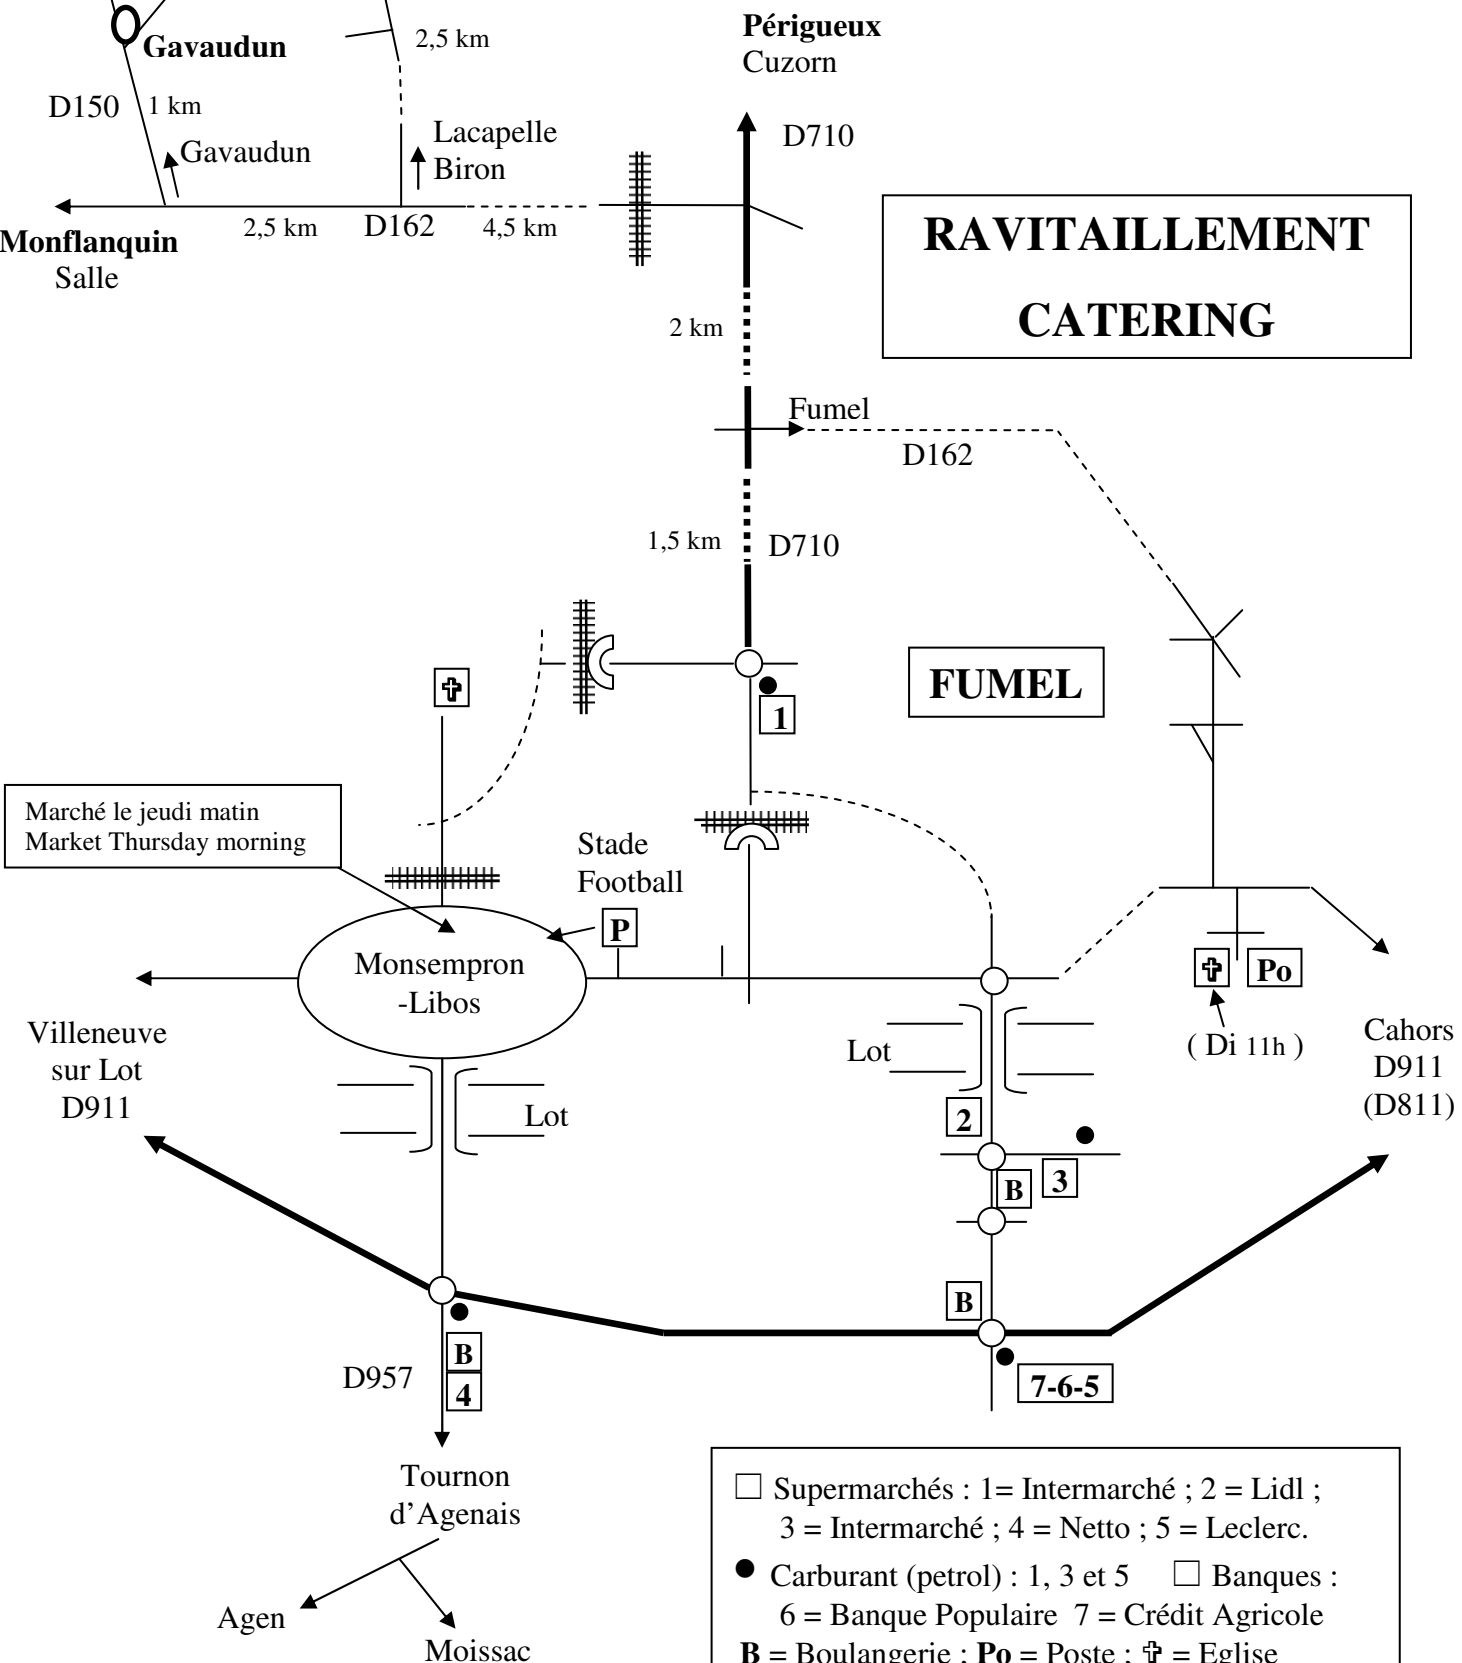 Périgueux
Cuzorn
Gavaudun
2,5 km
D150
1 km
D710
Lacapelle
Biron
Gavaudun
2,5 km
D162
4,5 km
Monflanquin
Salle
RAVITAILLEMENT
CATERING
2 km
Fumel
D162
1,5 km
D710
FUMEL
✞
1
Marché le jeudi matin
Market Thursday morning
Stade
Football
P
Monsempron
-Libos
✞
Po
( Di 11h )
Villeneuve
sur Lot
D911
Cahors
D911
(D811)
Lot
Lot
2
3
B
B
B
4
D957
7-6-5
Tournon
d’Agenais
Agen
Moissac
□ Supermarchés : 1= Intermarché ; 2 = Lidl ;
3 = Intermarché ; 4 = Netto ; 5 = Leclerc.
● Carburant (petrol) : 1, 3 et 5 □ Banques :
6 = Banque Populaire 7 = Crédit Agricole
B = Boulangerie ; Po = Poste ; ✞ = Eglise